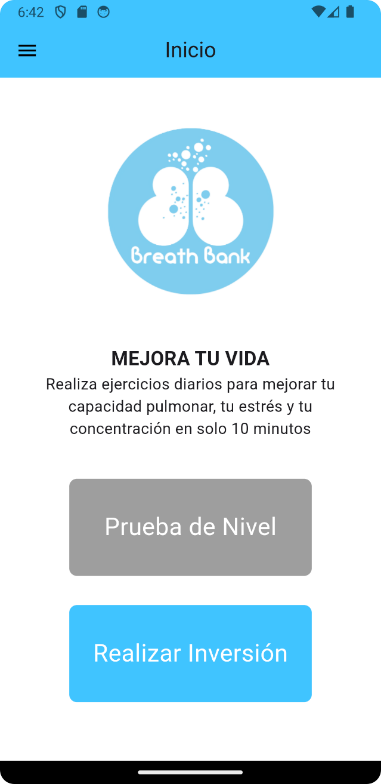 6:42
Inicio
Breath Bank
MEJORA TU VIDA
Realiza ejercicios diarios para mejorar tu
capacidad pulmonar, tu estrés y tu
concentración en solo 10 minutos
Prueba de Nivel
Realizar Inversión